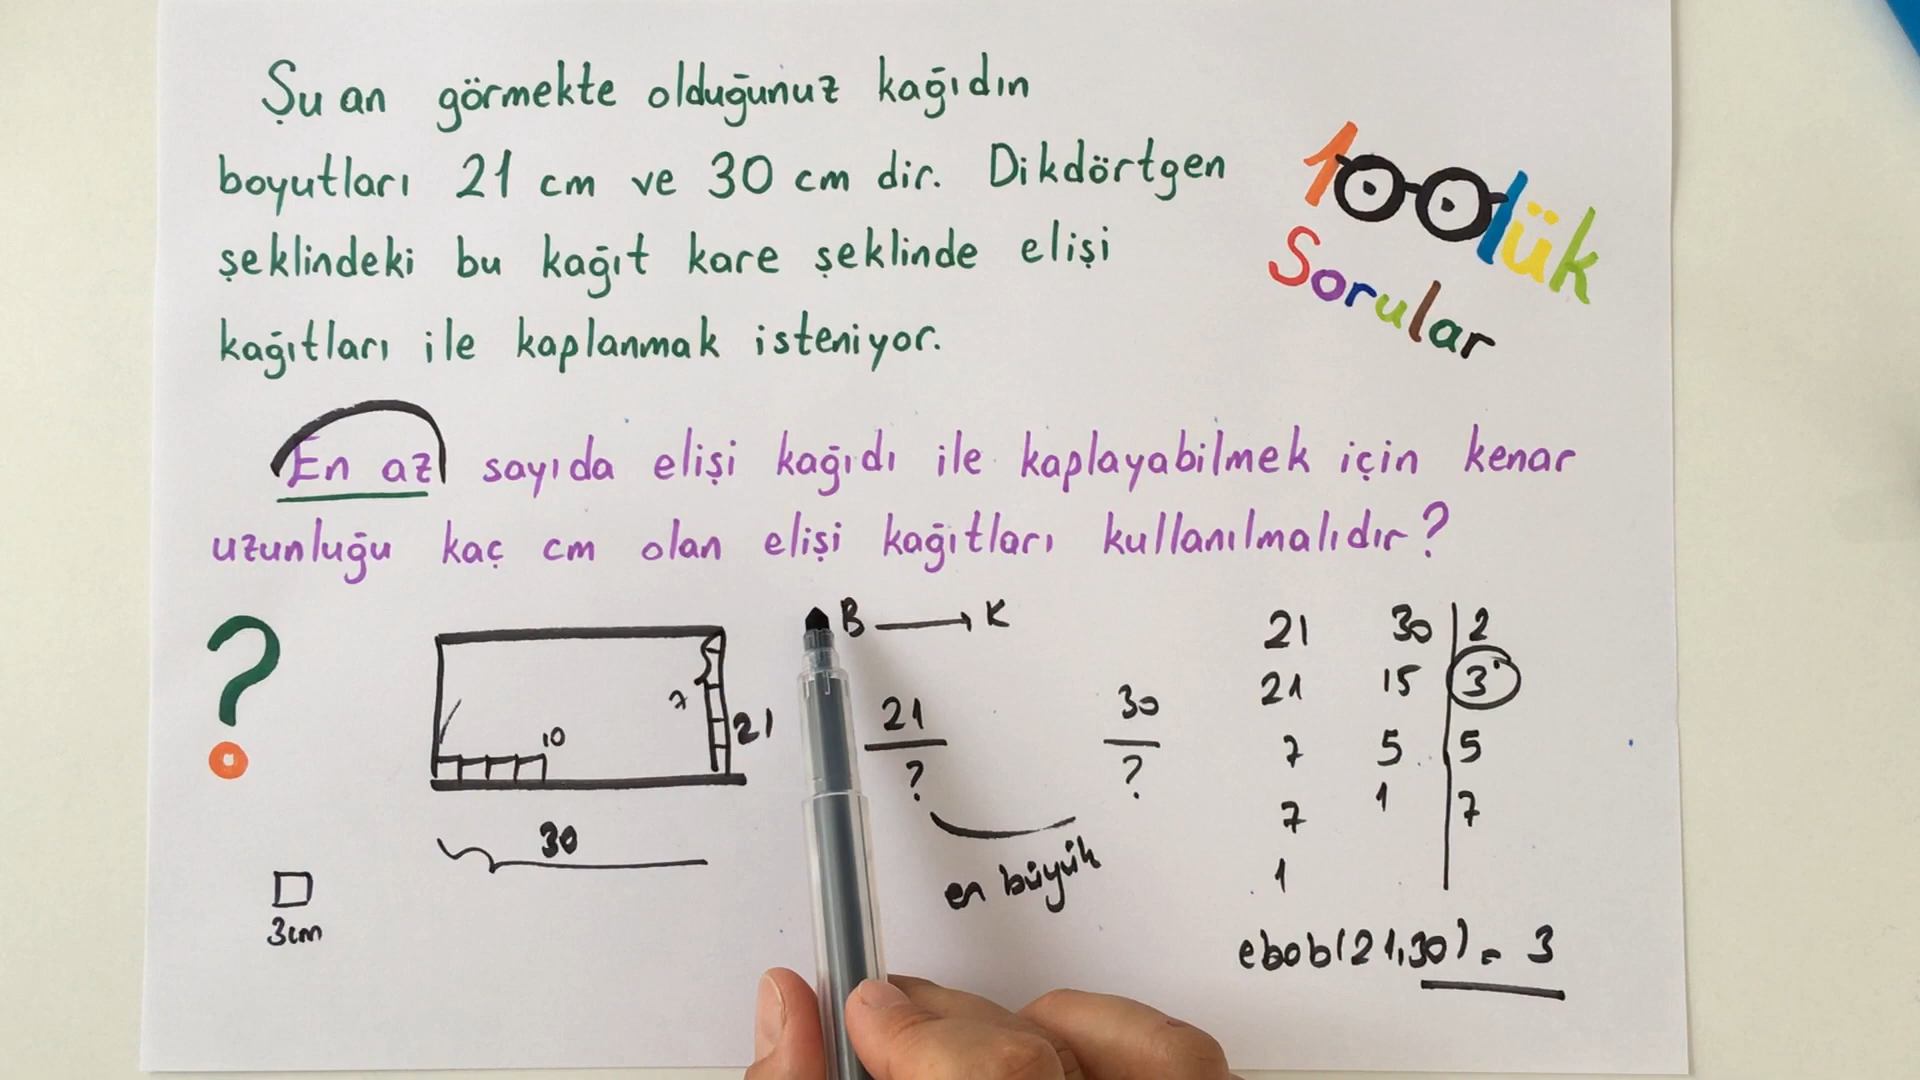 Şu an görmekte olduğunuz kağıdın
boyutları 21 cm ve 30 cm dir. Dikdörtgen
şeklindeki bu kağıt kare şeklinde elişi
kağıtları ile kaplanmak isteniyor.
100lük
Sorular
En az sayıda elişi kağıdı ile kaplayabilmek için kenar
uzunluğu kaç cm olan elişi kağıtları kullanılmalıdır?
?
10
7
21
30
3cm
B → K
21
?
30
?
en büyük
21 30 | 2
21 15 | 3
7 5 | 5
7 1 | 7
1
ebob(21,30) = 3